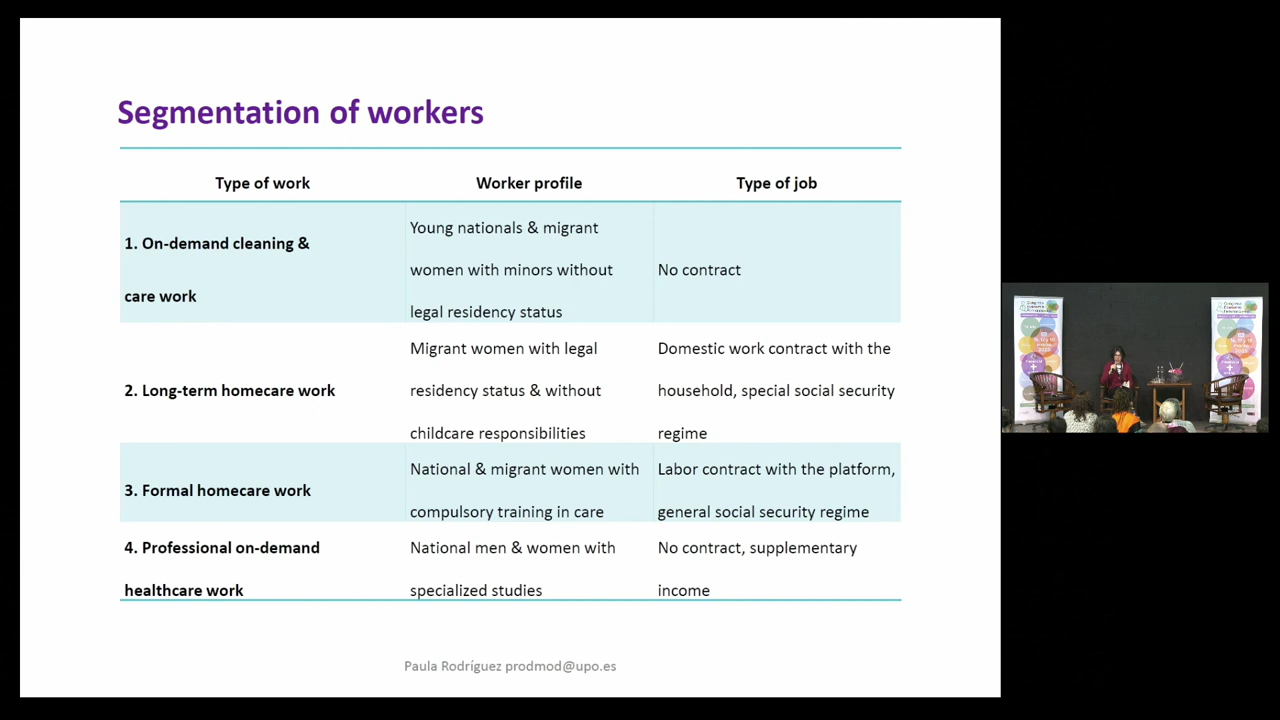 Segmentation of workers
Type of work
Worker profile
Type of job
1. On-demand cleaning &
care work
Young nationals & migrant
women with minors without
legal residency status
No contract
2. Long-term homecare work
Migrant women with legal
residency status & without
childcare responsibilities
Domestic work contract with the
household, special social security
regime
3. Formal homecare work
National & migrant women with
compulsory training in care
Labor contract with the platform,
general social security regime
4. Professional on-demand
healthcare work
National men & women with
specialized studies
No contract, supplementary
income
Paula Rodríguez prodmod@upo.es